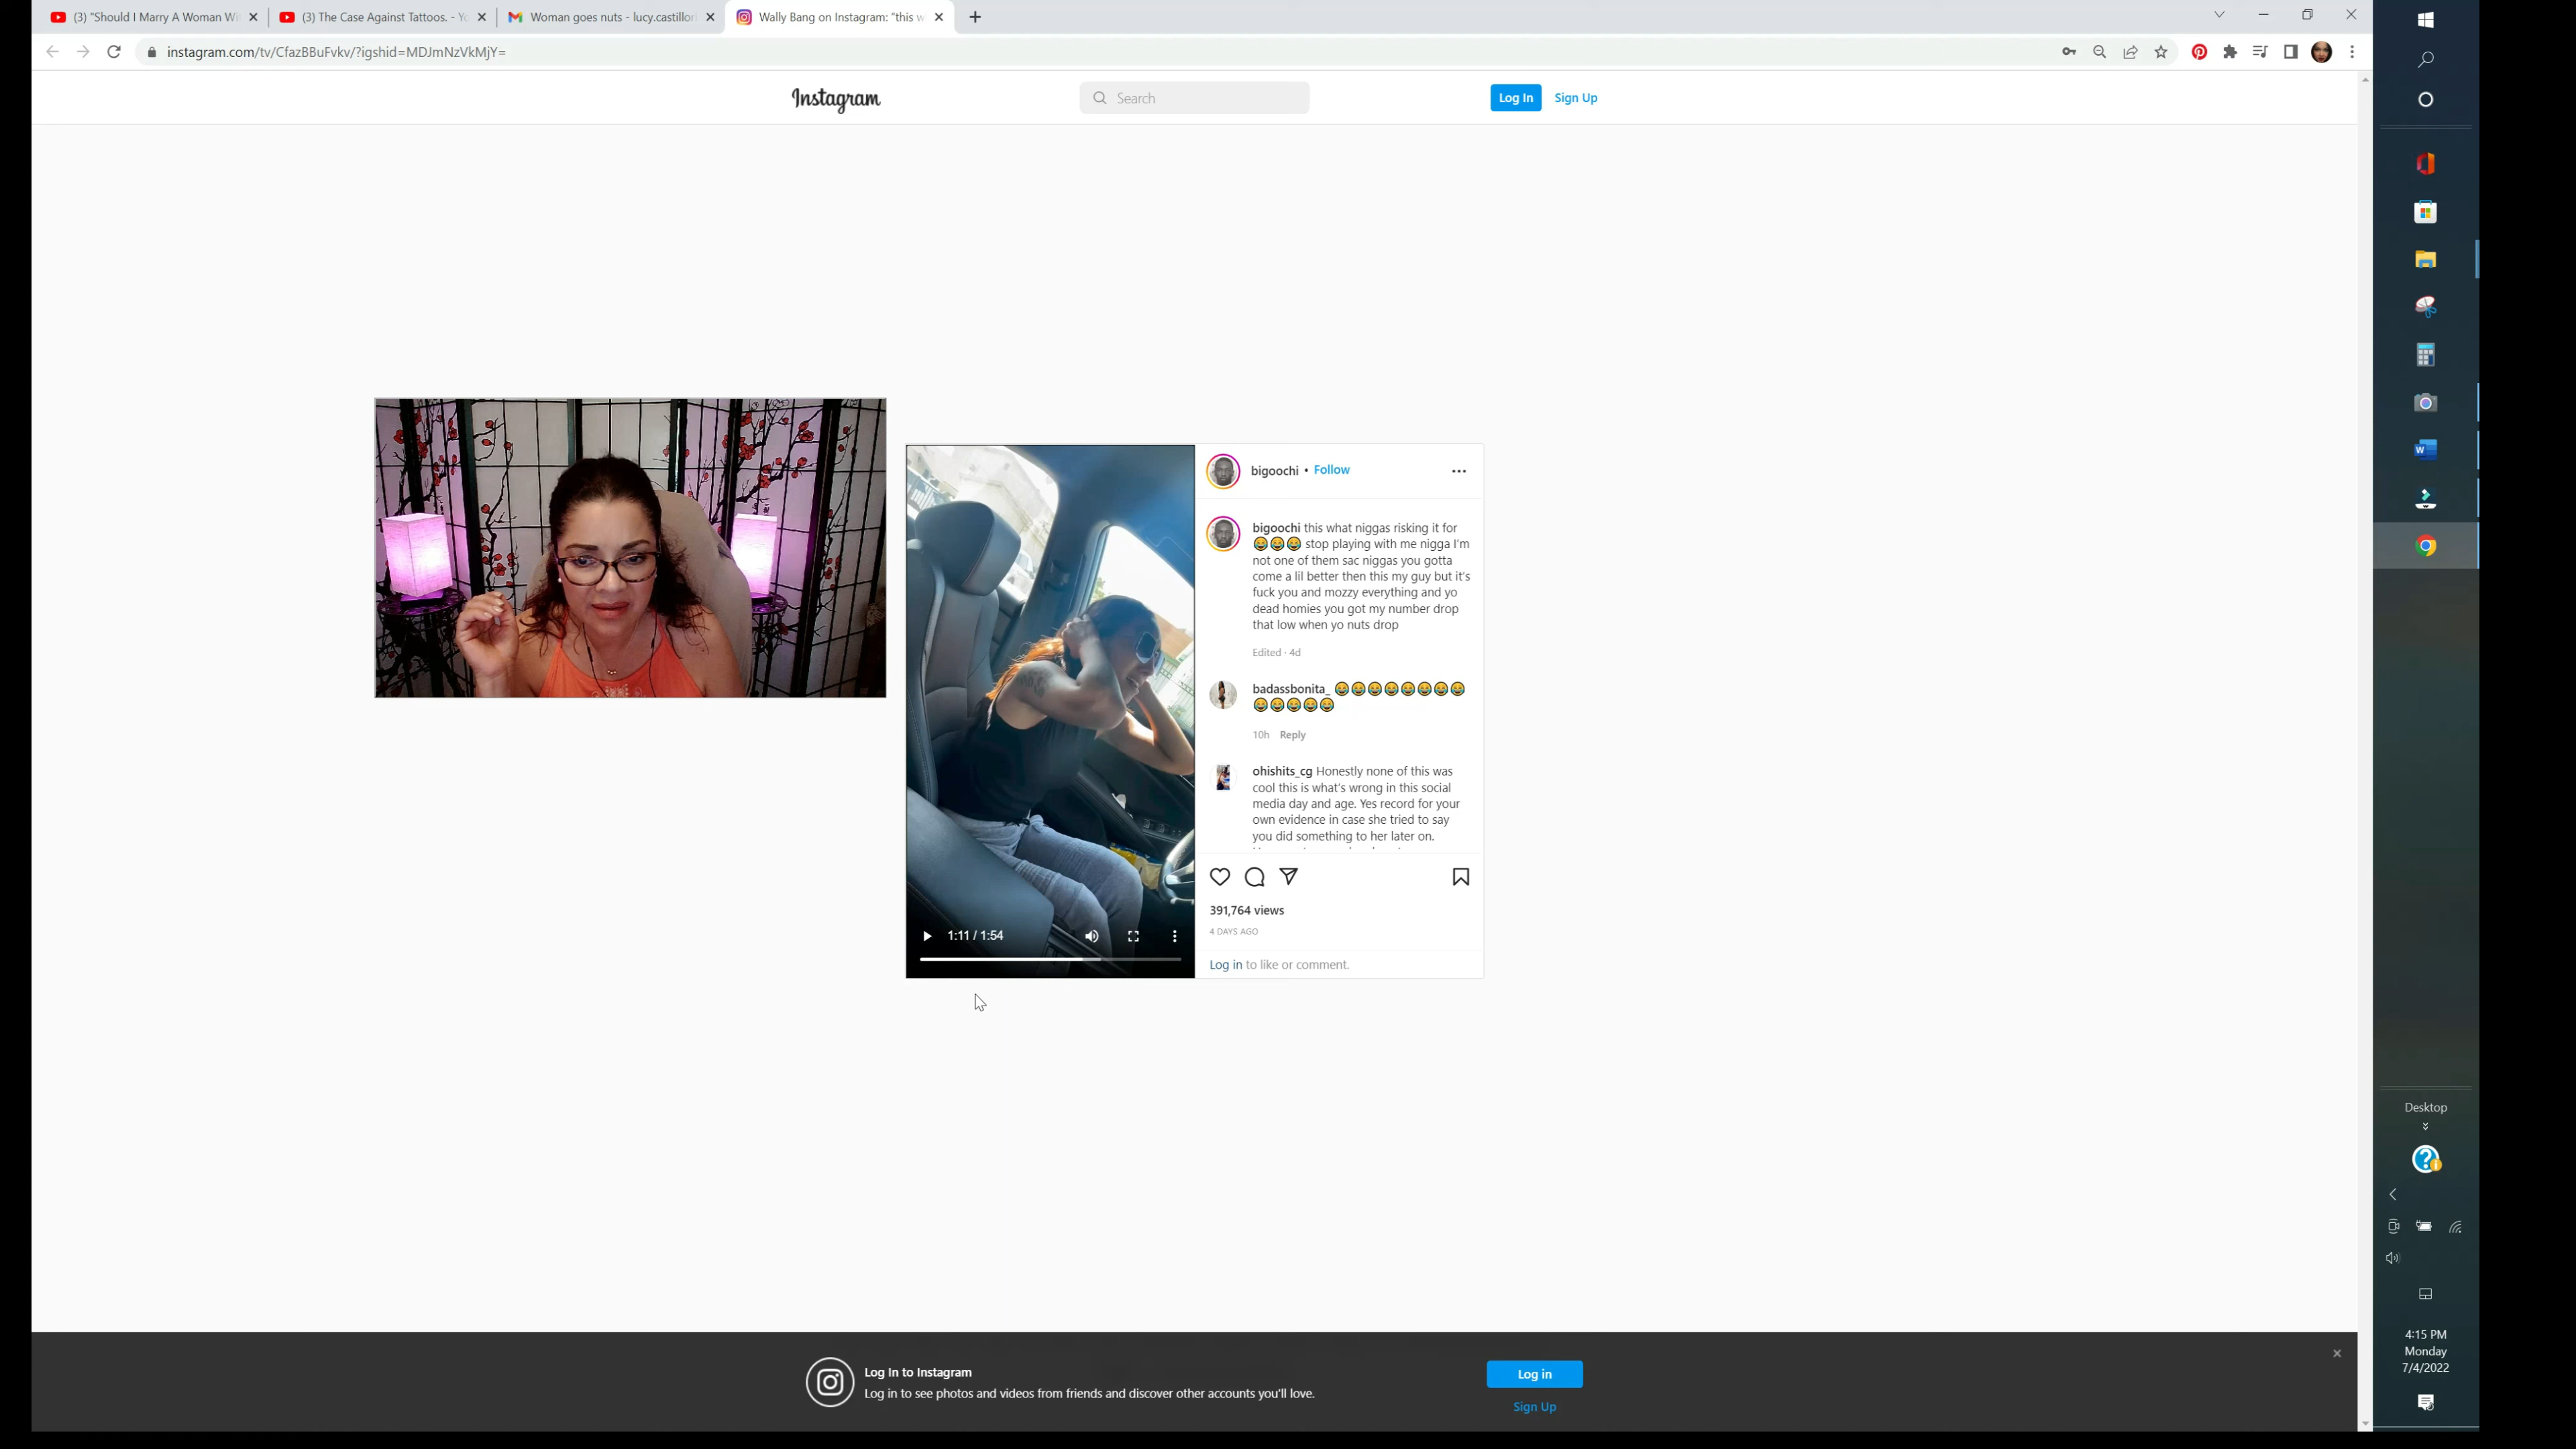 (3) "Should I Marry A Woman Wi
(3) The Case Against Tattoos. - Yo
Woman goes nuts - lucy.castillori
Wally Bang on Instagram: "this w
instagram.com/tv/CfazBBuFvkv/?igshid=MDJmNzVkMjY=
Instagram
Search
Log In
Sign Up
bigoochi • Follow
bigoochi this what niggas risking it for
😂😂😂 stop playing with me nigga I'm
not one of them sac niggas you gotta
come a lil better then this my guy but it's
fuck you and mozzy everything and yo
dead homies you got my number drop
that low when yo nuts drop
Edited · 4d
badassbonita_ 😂😂😂😂😂😂😂😂
😂😂😂😂😂
10h Reply
ohishits_cg Honestly none of this was
cool this is what's wrong in this social
media day and age. Yes record for your
own evidence in case she tried to say
you did something to her later on.
1:11 / 1:54
391,764 views
4 DAYS AGO
Log in to like or comment.
Log In to Instagram
Log in to see photos and videos from friends and discover other accounts you'll love.
Log in
Sign Up
Desktop
4:15 PM
Monday
7/4/2022